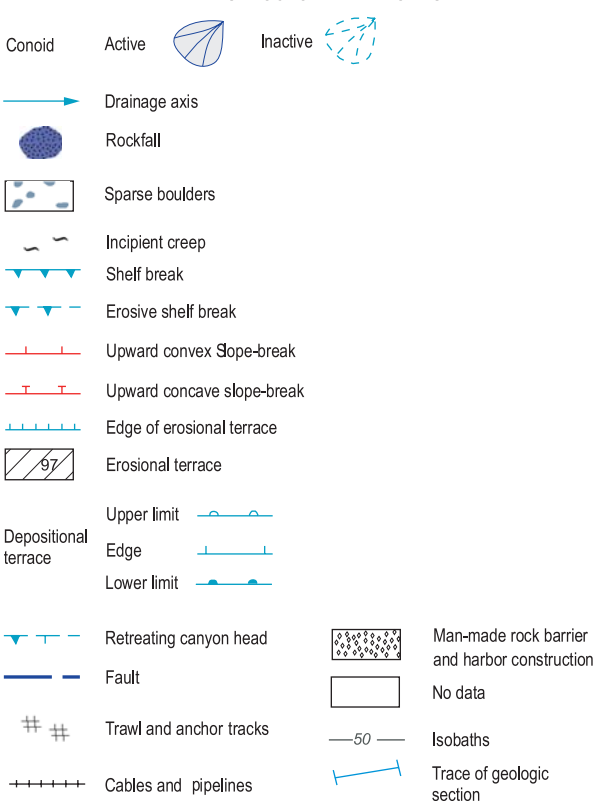 Conoid Active Inactive
Drainage axis
Rockfall
Sparse boulders
Incipient creep
Shelf break
Erosive shelf break
Upward convex Slope-break
Upward concave slope-break
Edge of erosional terrace
97 Erosional terrace
Depositional
terrace
Upper limit
Edge
Lower limit
Retreating canyon head
Fault
Trawl and anchor tracks
Cables and pipelines
Man-made rock barrier
and harbor construction
No data
50 Isobaths
Trace of geologic
section